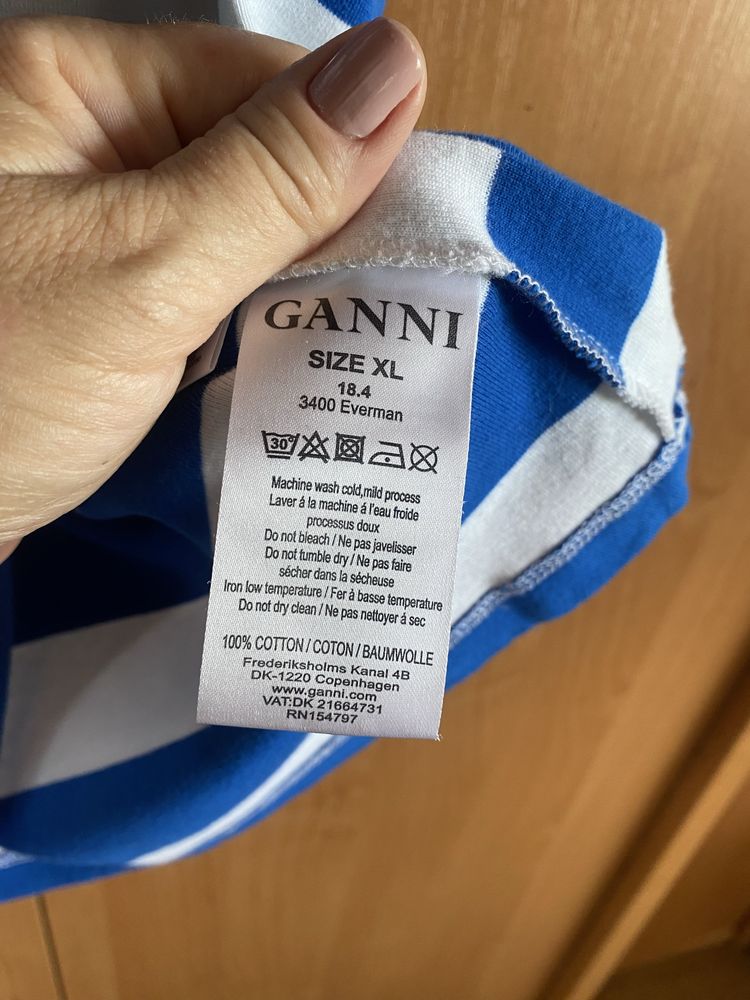 GANNI
SIZE XL
18.4
3400 Everman
30°
Machine wash cold,mild process
Laver á la machine á l'eau froide
processus doux
Do not bleach / Ne pas javelisser
Do not tumble dry / Ne pas faire
sécher dans la sécheuse
Iron low temperature / Fer à basse temperature
Do not dry clean / Ne pas nettoyer á sec
100% COTTON / COTON / BAUMWOLLE
Frederiksholms Kanal 4B
DK-1220 Copenhagen
www.ganni.com
VAT:DK 21664731
RN154797